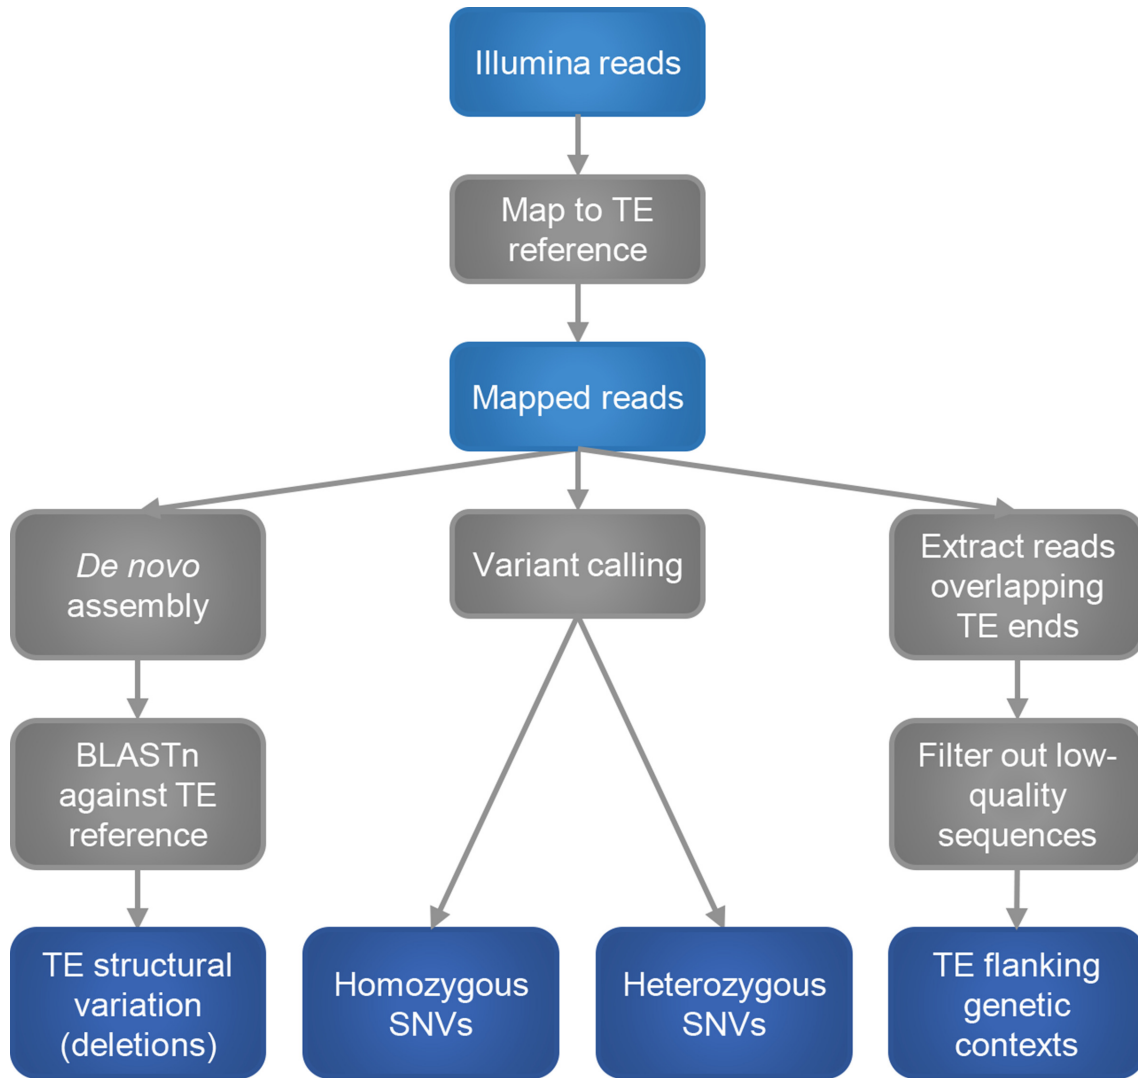 Illumina reads
Map to TE
reference
Mapped reads
De novo
assembly
Variant calling
Extract reads
overlapping
TE ends
BLASTn
against TE
reference
Filter out low-
quality
sequences
TE structural
variation
(deletions)
Homozygous
SNVs
Heterozygous
SNVs
TE flanking
genetic
contexts